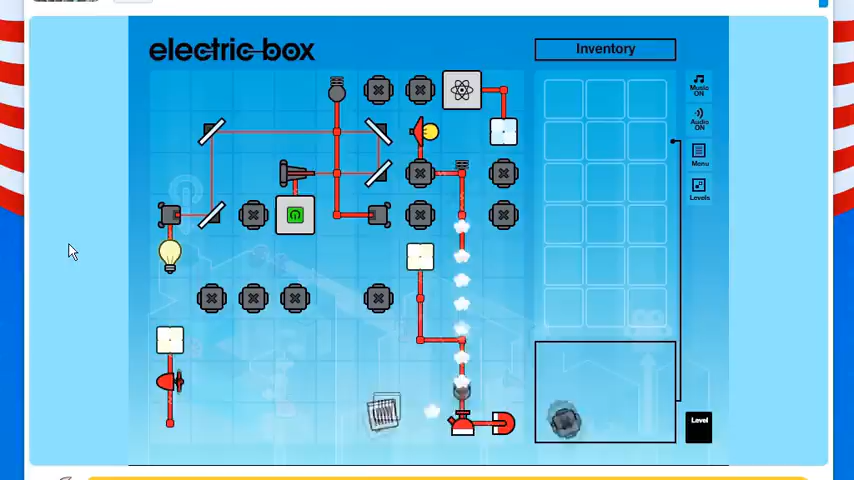 electric box
Inventory
Music
ON
Audio
ON
Menu
Levels
Level